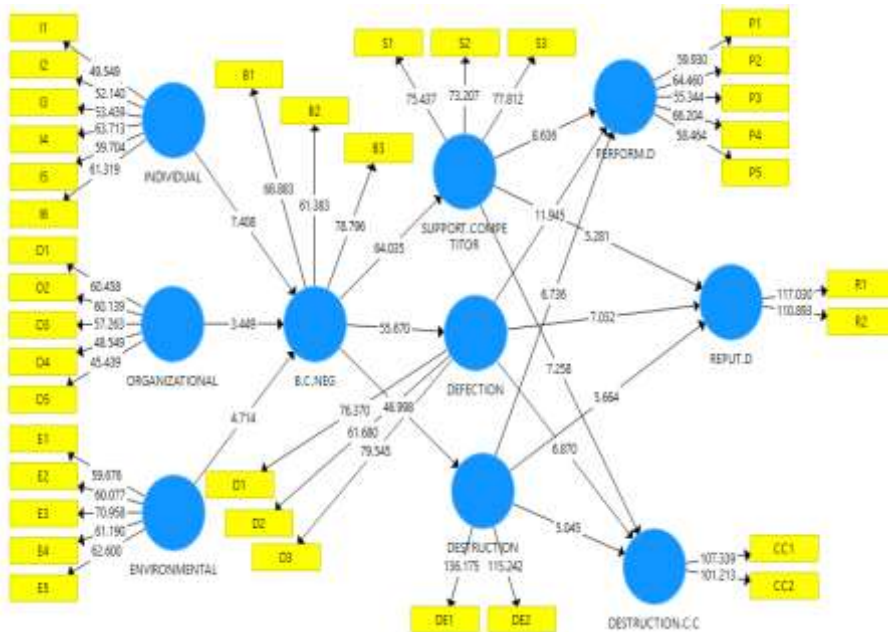 I1
I2
I3
I4
I5
I6
49.549
52.140
53.439
63.713
59.704
61.319
INDIVIDUAL
O1
O2
O3
O4
O5
60.458
60.139
57.263
48.549
45.439
ORGANIZATIONAL
E1
E2
E3
E4
E5
59.676
60.077
70.958
61.190
62.600
ENVIRONMENTAL
7.408
3.449
4.714
B1
B2
B3
68.883
61.383
78.796
B.C.NEG
64.035
55.670
46.998
S1
S2
S3
75.437
73.207
77.812
SUPPORT.COMPE
TITOR
D1
D2
D3
76.370
61.680
79.545
DEFECTION
DESTRUCTION
136.175
115.242
DE1
DE2
8.636
5.281
7.258
11.945
7.032
6.870
6.736
5.664
5.045
P1
P2
P3
P4
P5
59.930
64.460
55.344
66.204
58.464
PERFORM.D
R1
R2
117.030
110.893
REPUT.D
CC1
CC2
107.339
101.213
DESTRUCTION.C.C